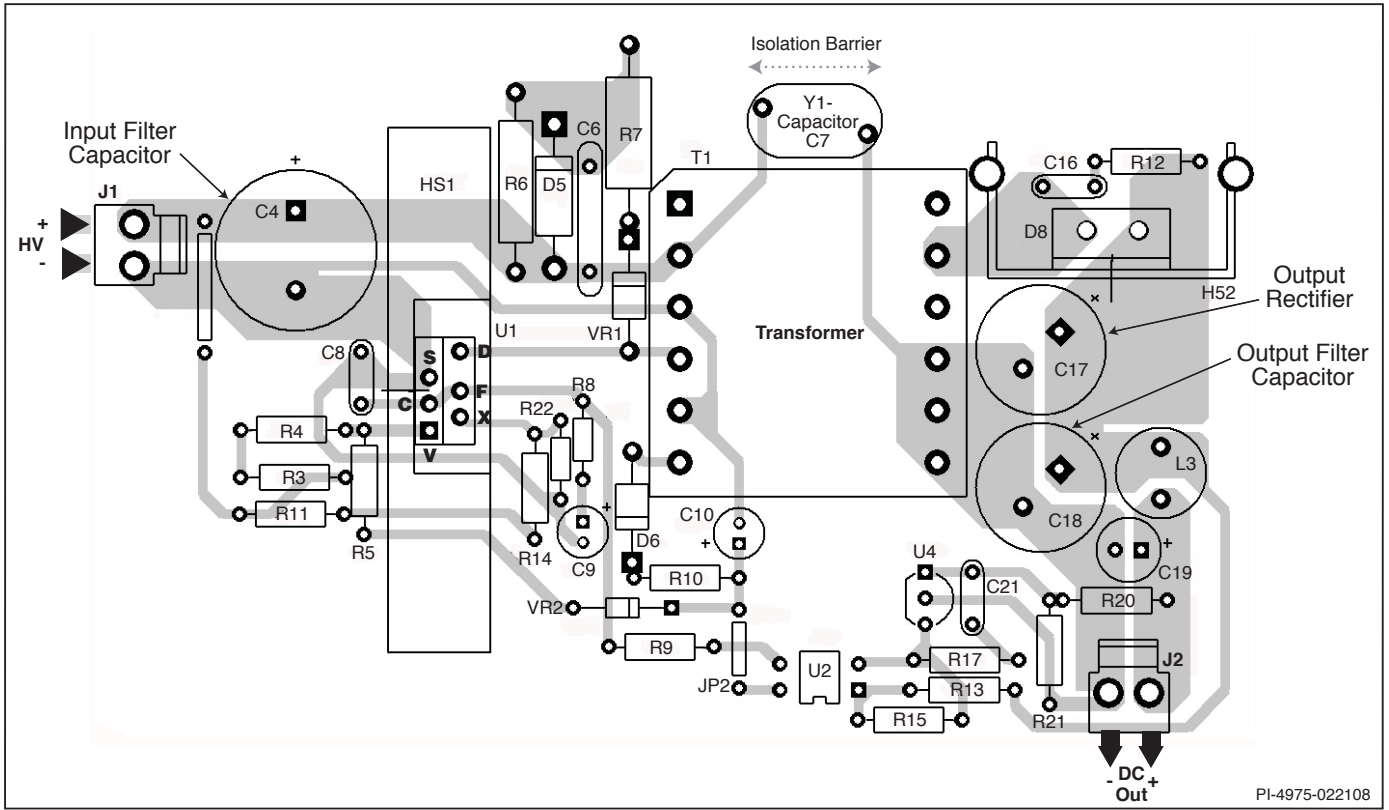 Isolation Barrier
Y1-
Capacitor
C7
Input Filter
Capacitor
+
J1
C4
HS1
R6
D5
C6
R7
T1
C16
R12
D8
H52
+
HV
-
U1
VR1
Transformer
Output
Rectifier
C17
Output Filter
Capacitor
C8
S
D
C
F
X
V
R8
R22
R4
R3
R11
R5
R14
C9
+
D6
C10
+
L3
C18
C19
+
R10
VR2
R9
JP2
U2
U4
C21
R20
R17
R13
R15
R21
J2
- DC +
Out
PI-4975-022108